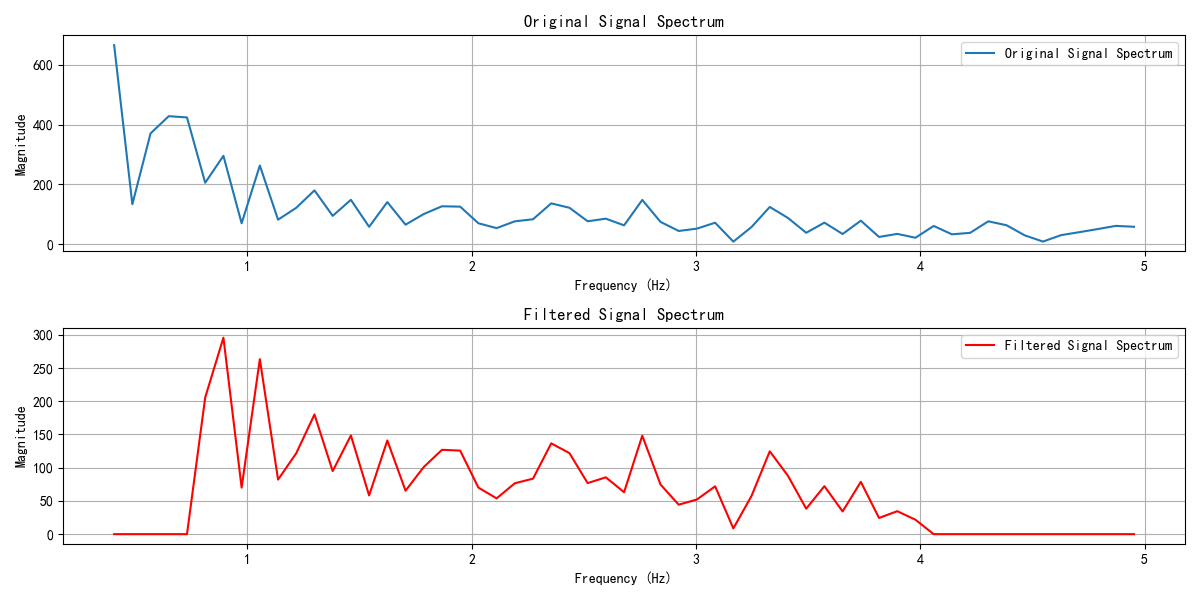 Original Signal Spectrum
Original Signal Spectrum
Magnitude
600
400
200
0
1 2 3 4 5
Frequency (Hz)
Filtered Signal Spectrum
Filtered Signal Spectrum
Magnitude
300
250
200
150
100
50
0
1 2 3 4 5
Frequency (Hz)